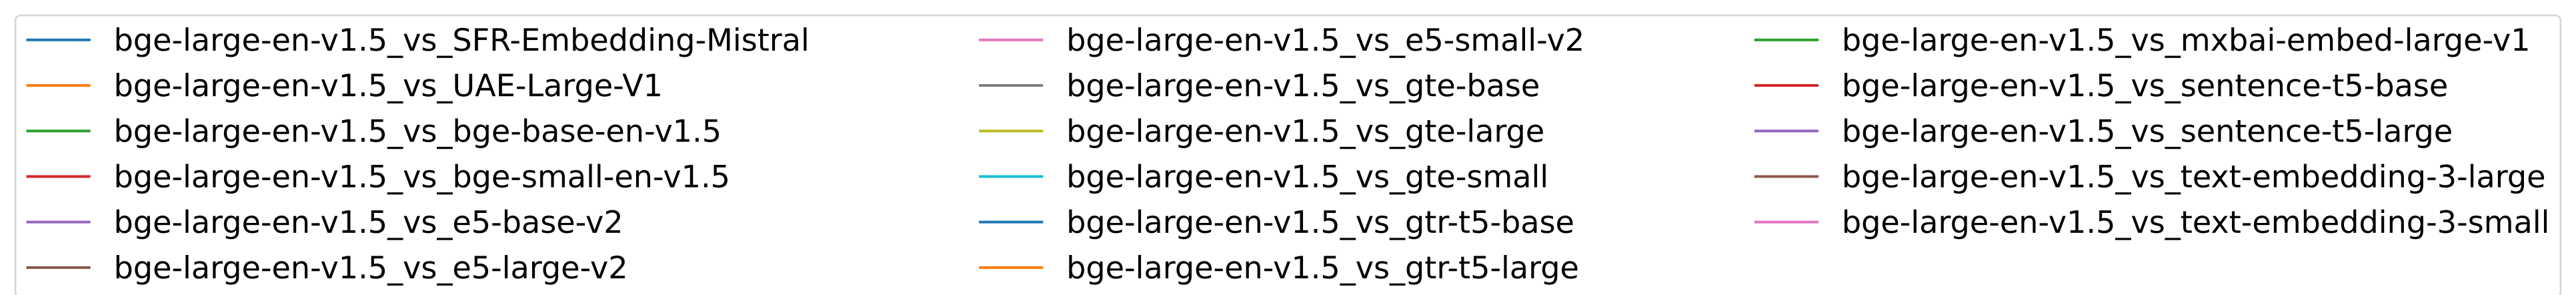 bge-large-en-v1.5_vs_SFR-Embedding-Mistral
bge-large-en-v1.5_vs_UAE-Large-V1
bge-large-en-v1.5_vs_bge-base-en-v1.5
bge-large-en-v1.5_vs_bge-small-en-v1.5
bge-large-en-v1.5_vs_e5-base-v2
bge-large-en-v1.5_vs_e5-large-v2
bge-large-en-v1.5_vs_e5-small-v2
bge-large-en-v1.5_vs_gte-base
bge-large-en-v1.5_vs_gte-large
bge-large-en-v1.5_vs_gte-small
bge-large-en-v1.5_vs_gtr-t5-base
bge-large-en-v1.5_vs_gtr-t5-large
bge-large-en-v1.5_vs_mxbai-embed-large-v1
bge-large-en-v1.5_vs_sentence-t5-base
bge-large-en-v1.5_vs_sentence-t5-large
bge-large-en-v1.5_vs_text-embedding-3-large
bge-large-en-v1.5_vs_text-embedding-3-small